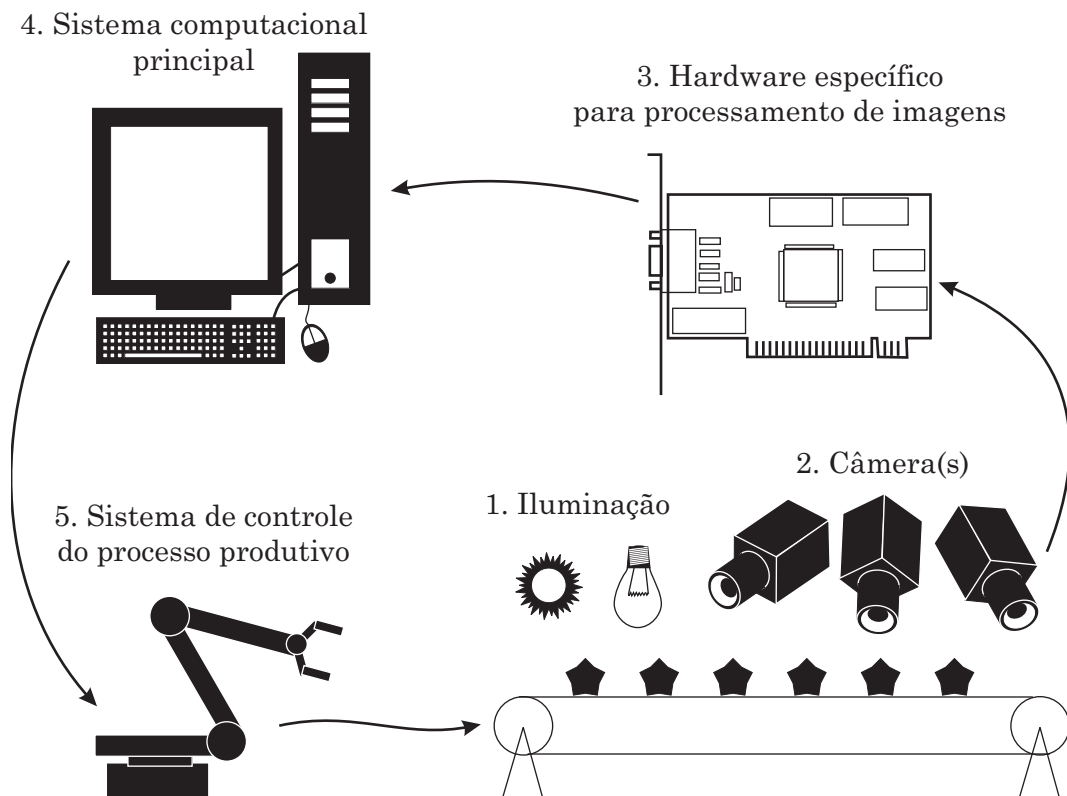 4. Sistema computacional
principal
3. Hardware específico
para processamento de imagens
2. Câmera(s)
1. Iluminação
5. Sistema de controle
do processo produtivo